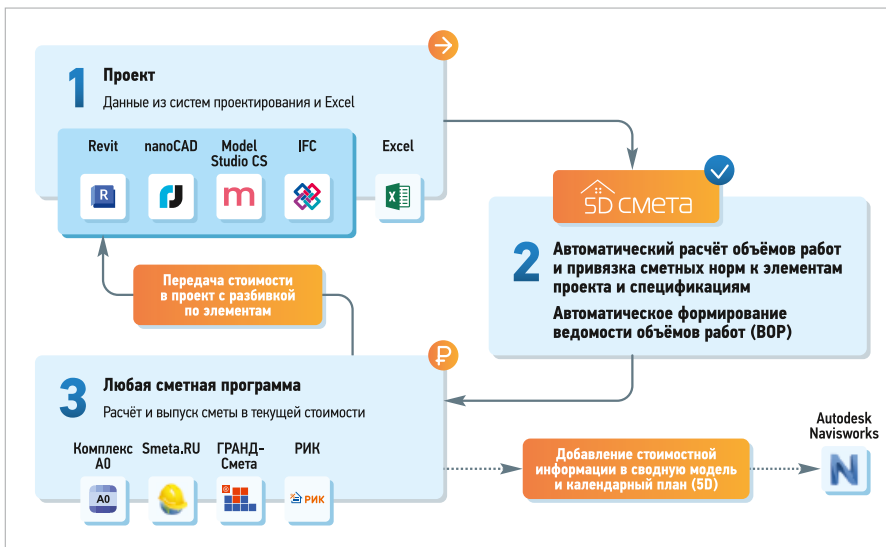 1
Проект
Данные из систем проектирования и Excel
Revit
nanoCAD
Model
Studio CS
IFC
Excel
R
m
X
5D смета
2
Автоматический расчёт объёмов работ
и привязка сметных норм к элементам
проекта и спецификациям
Автоматическое формирование
ведомости объёмов работ (ВОР)
Передача стоимости
в проект с разбивкой
по элементам
₽
3
Любая сметная программа
Расчёт и выпуск сметы в текущей стоимости
Комплекс
А0
Smeta.RU
ГРАНД-
Смета
РИК
A0
РИК
Добавление стоимостной
информации в сводную модель
и календарный план (5D)
Autodesk
Navisworks
N